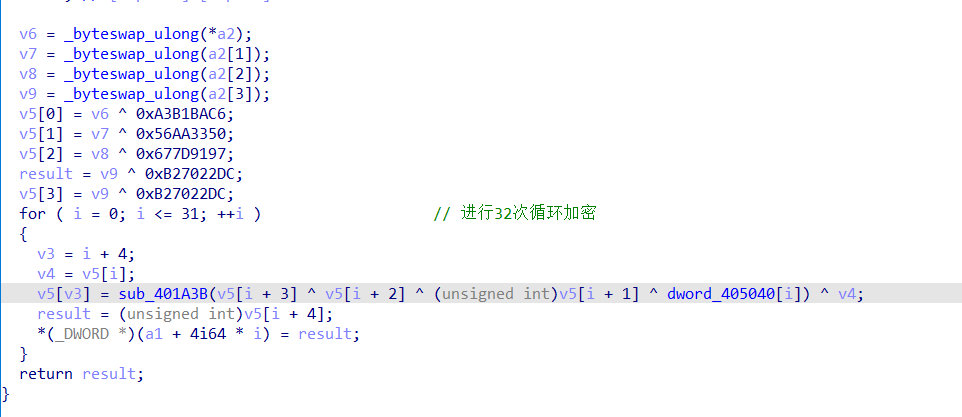 v6 = _byteswap_ulong(*a2);
v7 = _byteswap_ulong(a2[1]);
v8 = _byteswap_ulong(a2[2]);
v9 = _byteswap_ulong(a2[3]);
v5[0] = v6 ^ 0xA3B1BAC6;
v5[1] = v7 ^ 0x56AA3350;
v5[2] = v8 ^ 0x677D9197;
result = v9 ^ 0xB27022DC;
v5[3] = v9 ^ 0xB27022DC;
for ( i = 0; i <= 31; ++i ) // 进行32次循环加密
{
v3 = i + 4;
v4 = v5[i];
v5[v3] = sub_401A3B(v5[i + 3] ^ v5[i + 2] ^ (unsigned int)v5[i + 1] ^ dword_405040[i]) ^ v4;
result = (unsigned int)v5[i + 4];
*(_DWORD *)(a1 + 4i64 * i) = result;
}
return result;
}